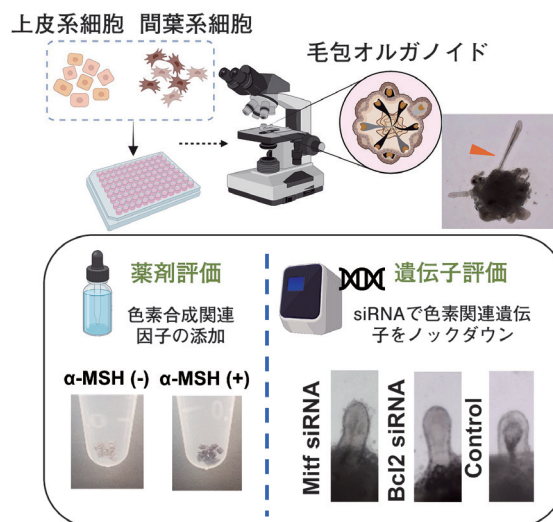 上皮系細胞 間葉系細胞
毛包オルガノイド
薬剤評価
色素合成関連
因子の添加
α-MSH (-) α-MSH (+)
遺伝子評価
siRNAで色素関連遺伝
子をノックダウン
Mitf siRNA
Bcl2 siRNA
Control